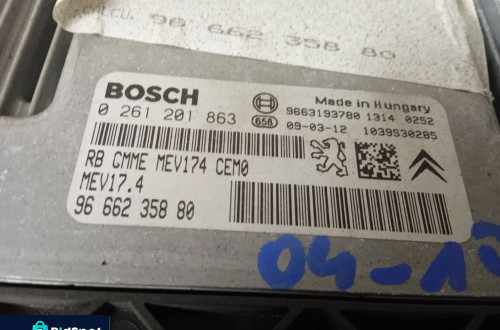 96 662 358 80
BOSCH
0 261 201 863
658
Made in Hungary
9663193780 1314 0252
09-03-12 1039S30285
RB CMME MEV174 CEM0
MEV17.4
96 662 358 80
04-1